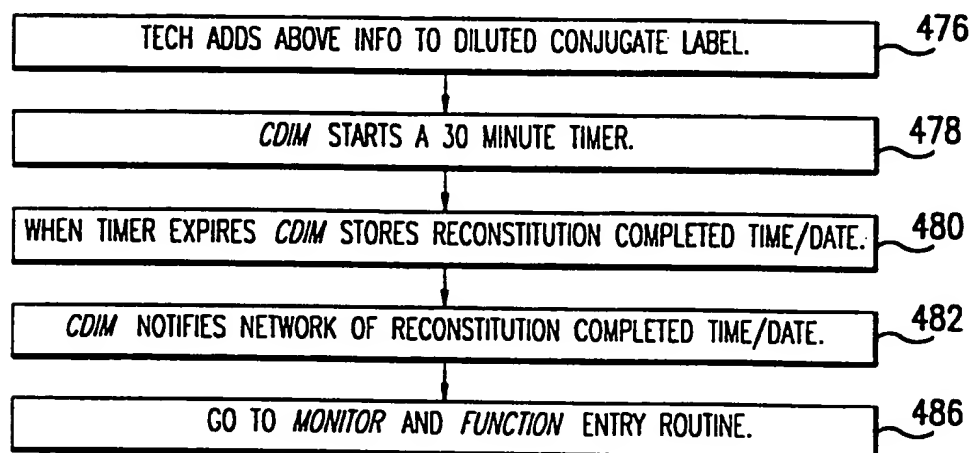 TECH ADDS ABOVE INFO TO DILUTED CONJUGATE LABEL.
476
CDIM STARTS A 30 MINUTE TIMER.
478
WHEN TIMER EXPIRES CDIM STORES RECONSTITUTION COMPLETED TIME/DATE.
480
CDIM NOTIFIES NETWORK OF RECONSTITUTION COMPLETED TIME/DATE.
482
GO TO MONITOR AND FUNCTION ENTRY ROUTINE.
486